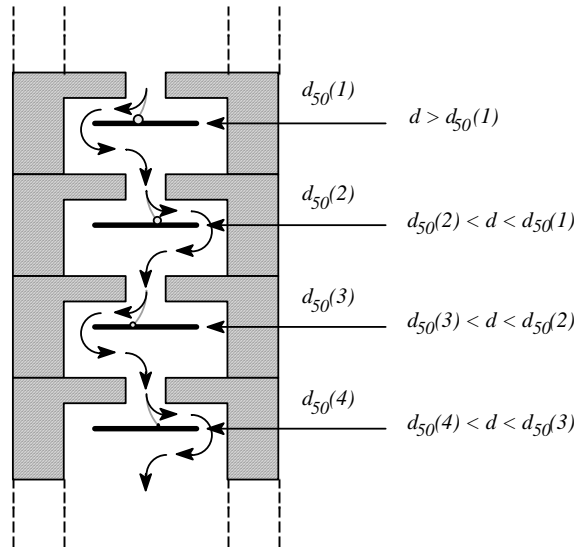 d50(1)
d > d50(1)
d50(2)
d50(2) < d < d50(1)
d50(3)
d50(3) < d < d50(2)
d50(4)
d50(4) < d < d50(3)